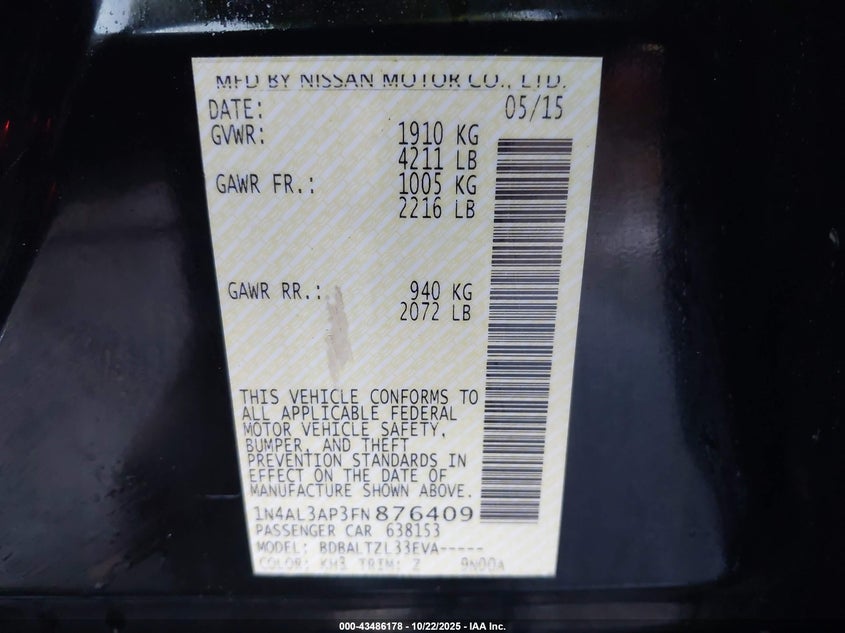 MFD BY NISSAN MOTOR CO., LTD.
DATE: 05/15
GVWR: 1910 KG
4211 LB
GAWR FR.: 1005 KG
2216 LB
GAWR RR.: 940 KG
2072 LB
THIS VEHICLE CONFORMS TO
ALL APPLICABLE FEDERAL
MOTOR VEHICLE SAFETY,
BUMPER, AND THEFT
PREVENTION STANDARDS IN
EFFECT ON THE DATE OF
MANUFACTURE SHOWN ABOVE.
1N4AL3AP3FN876409
PASSENGER CAR 638153
MODEL: BDBALTZL33EVA-----
COLOR: KH3 TRIM: Z 9N00A
000-43486178 - 10/22/2025 - IAA Inc.